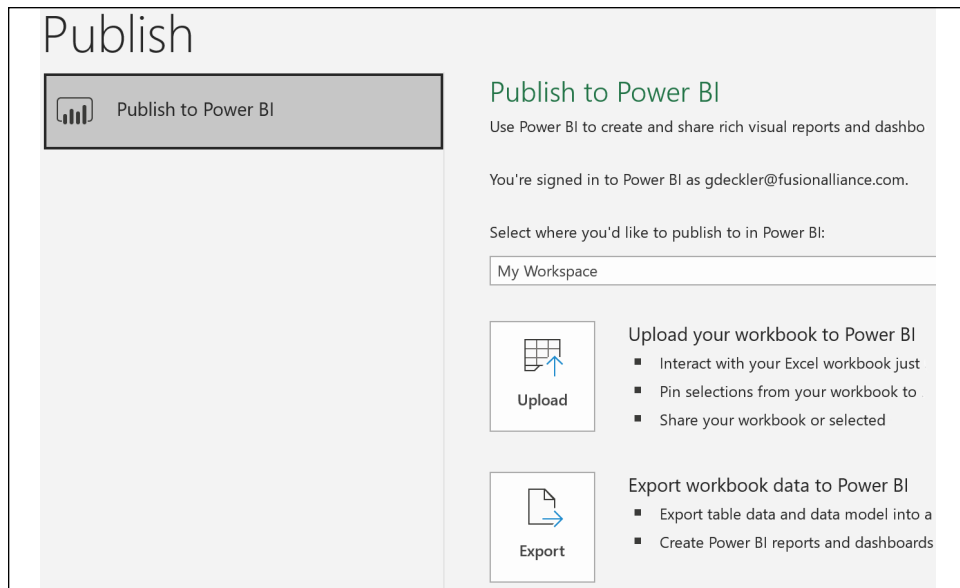 Publish
Publish to Power BI
Publish to Power BI
Use Power BI to create and share rich visual reports and dashbo
You're signed in to Power BI as gdeckler@fusionalliance.com.
Select where you'd like to publish to in Power BI:
My Workspace
Upload
Upload your workbook to Power BI
Interact with your Excel workbook just
Pin selections from your workbook to
Share your workbook or selected
Export
Export workbook data to Power BI
Export table data and data model into a
Create Power BI reports and dashboards